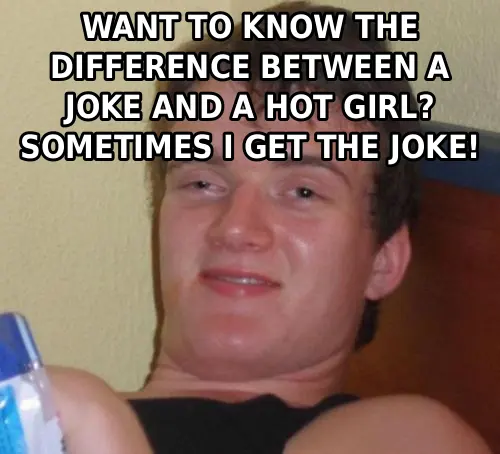 WANT TO KNOW THE
DIFFERENCE BETWEEN A
JOKE AND A HOT GIRL?
SOMETIMES I GET THE JOKE!